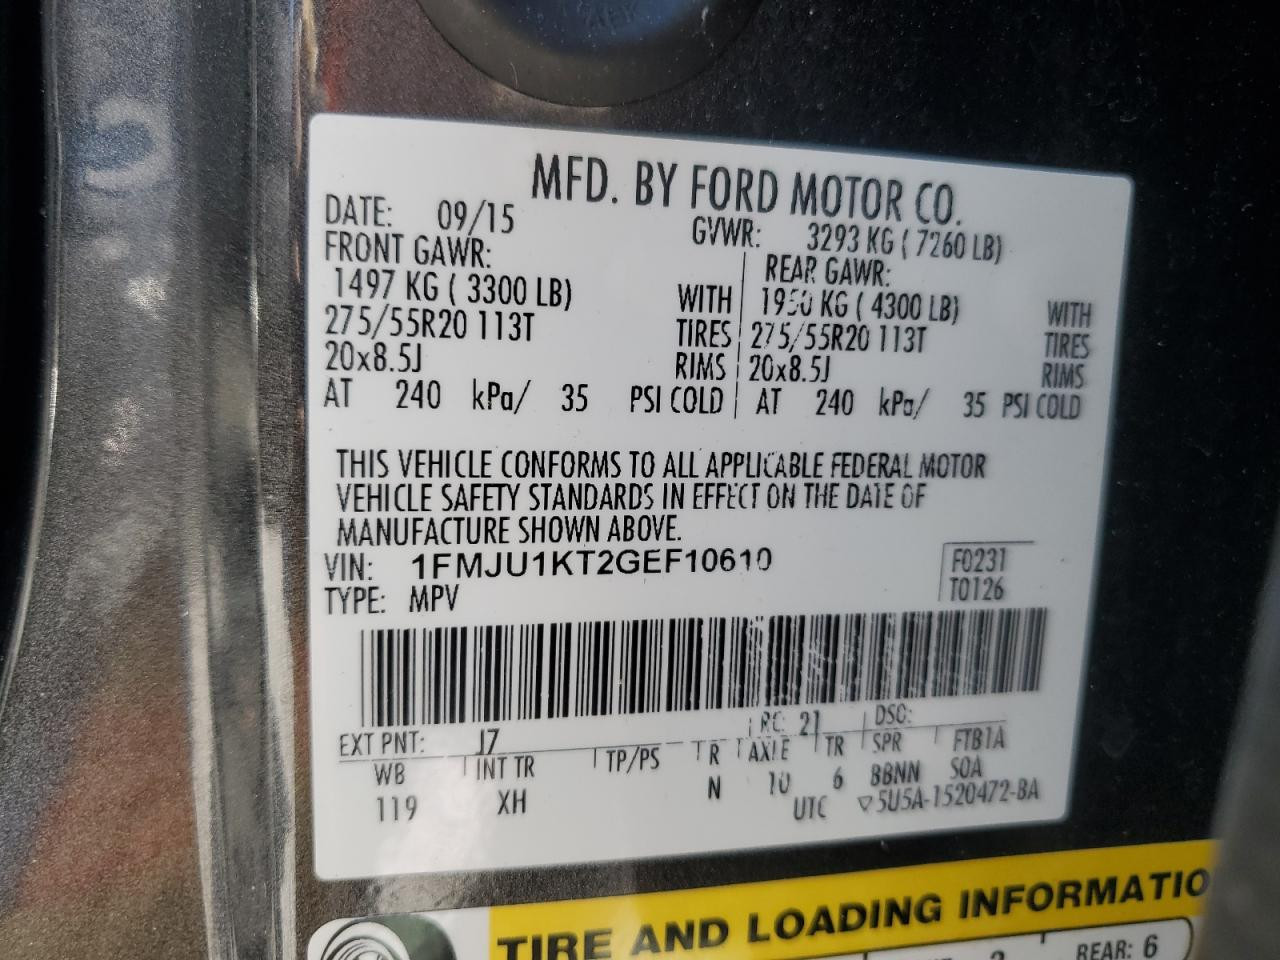 MFD. BY FORD MOTOR CO.
DATE: 09/15 GVWR: 3293 KG ( 7260 LB)
FRONT GAWR: REAR GAWR:
1497 KG ( 3300 LB) WITH 1950 KG ( 4300 LB) WITH
275/55R20 113T TIRES 275/55R20 113T TIRES
20x8.5J RIMS 20x8.5J RIMS
AT 240 kPa/ 35 PSI COLD AT 240 kPa/ 35 PSI COLD
THIS VEHICLE CONFORMS TO ALL APPLICABLE FEDERAL MOTOR
VEHICLE SAFETY STANDARDS IN EFFECT ON THE DATE OF
MANUFACTURE SHOWN ABOVE.
VIN: 1FMJU1KT2GEF10610 F0231
TYPE: MPV T0126
EXT PNT: J7 RC: 21 DSO: FTB1A
WB INT TR TP/PS R AXLE TR SPR SOA
119 XH N 10 6 BBNN
UTC ▽5U5A-1520472-BA
TIRE AND LOADING INFORMATIO
REAR: 6